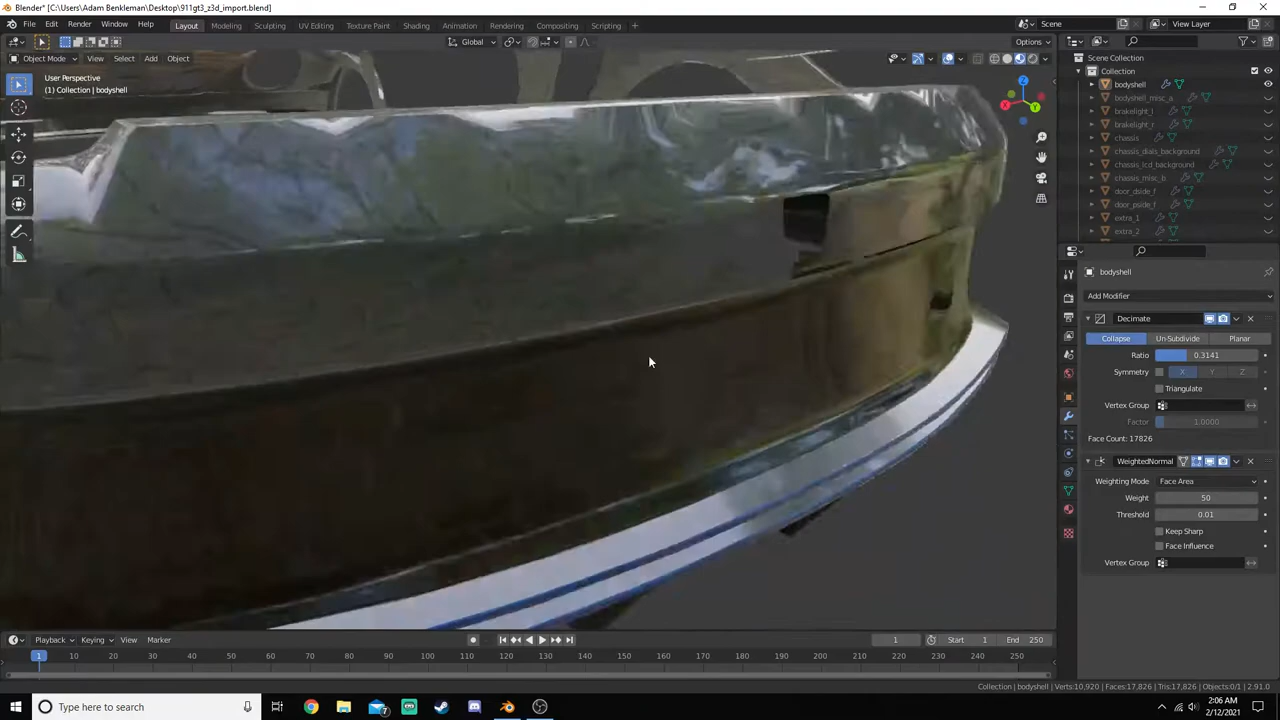 Blender* [C:\Users\Adam Benkleman\Desktop\911gt3_z3d_import.blend]
File Edit Render Window Help Layout Modeling Sculpting UV Editing Texture Paint Shading Animation Rendering Compositing Scripting + Scene View Layer
Global Options
Object Mode View Select Add Object
User Perspective
(1) Collection | bodyshell
X Y Z
Scene Collection
Collection
bodyshell
bodyshell_misc_a
brakelight_l
brakelight_r
chassis
chassis_dials_background
chassis_lcd_background
chassis_misc_b
door_dside_f
door_pside_f
extra_1
extra_2
bodyshell
Add Modifier
Decimate
Collapse Un-Subdivide Planar
Ratio 0.3141
Symmetry X Y Z
Triangulate
Vertex Group
Factor 1.0000
Face Count: 17826
WeightedNormal
Weighting Mode Face Area
Weight 50
Threshold 0.01
Keep Sharp
Face Influence
Vertex Group
Playback Keying View Marker 1 Start 1 End 250
1 10 20 30 40 50 60 70 80 90 100 110 120 130 140 150 160 170 180 190 200 210 220 230 240 250
Collection | bodyshell | Verts:10,920 | Faces:17,826 | Tris:17,826 | Objects:0/1 | 2.91.0
Type here to search
7
2:06 AM
2/12/2021